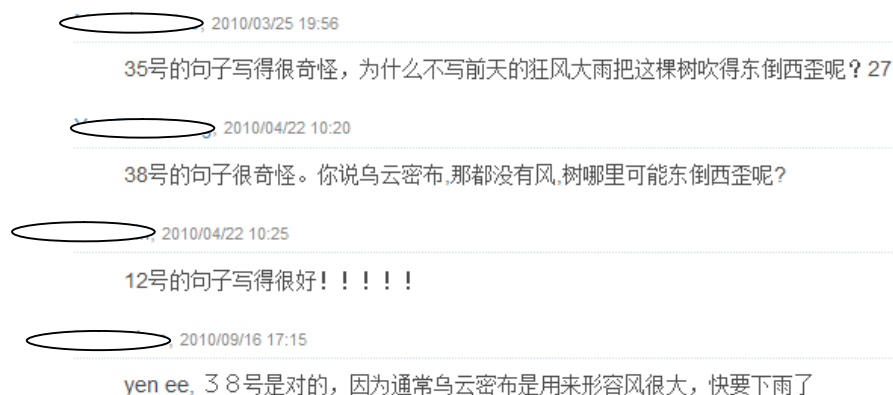 , 2010/03/25 19:56
35号的句子写得很奇怪，为什么不写前天的狂风大雨把这棵树吹得东倒西歪呢？27
, 2010/04/22 10:20
38号的句子很奇怪。你说乌云密布,那都没有风,树哪里可能东倒西歪呢?
, 2010/04/22 10:25
12号的句子写得很好！！！！！
, 2010/09/16 17:15
yen ee, ３８号是对的，因为通常乌云密布是用来形容风很大，快要下雨了